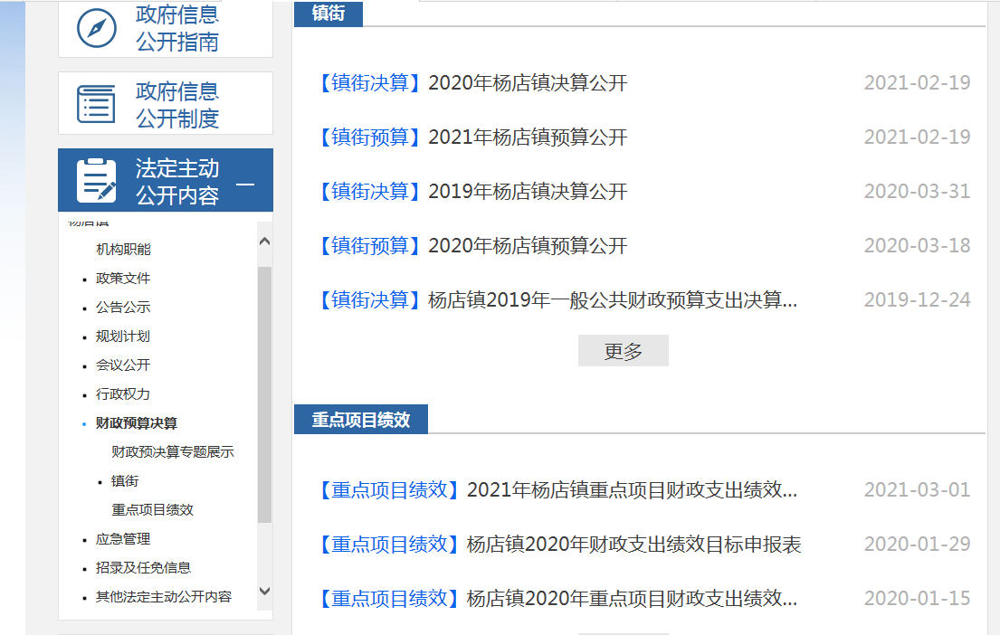 政府信息
公开指南
政府信息
公开制度
法定主动
公开内容
杨店镇
机构职能
政策文件
公告公示
规划计划
会议公开
行政权力
财政预算决算
财政预决算专题展示
镇街
重点项目绩效
应急管理
招录及任免信息
其他法定主动公开内容
镇街
【镇街决算】2020年杨店镇决算公开 2021-02-19
【镇街预算】2021年杨店镇预算公开 2021-02-19
【镇街决算】2019年杨店镇决算公开 2020-03-31
【镇街预算】2020年杨店镇预算公开 2020-03-18
【镇街决算】杨店镇2019年一般公共财政预算支出决算... 2019-12-24
更多
重点项目绩效
【重点项目绩效】2021年杨店镇重点项目财政支出绩效... 2021-03-01
【重点项目绩效】杨店镇2020年财政支出绩效目标申报表 2020-01-29
【重点项目绩效】杨店镇2020年重点项目财政支出绩效... 2020-01-15